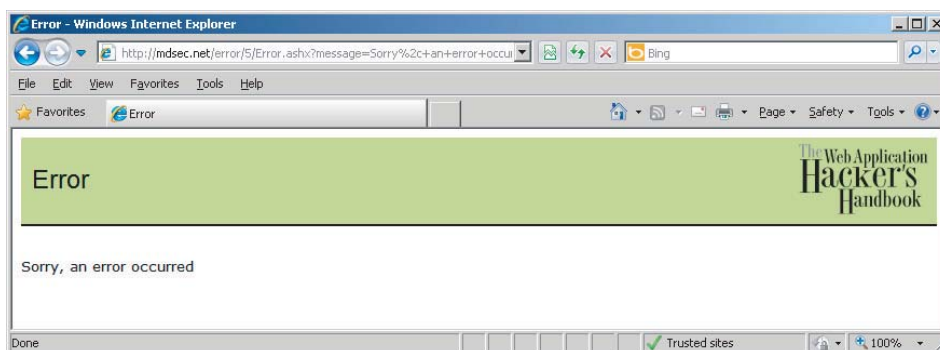 Error - Windows Internet Explorer
http://mdsec.net/error/5/Error.ashx?message=Sorry%2c+an+error+occur
Bing
File Edit View Favorites Tools Help
Favorites Error Page Safety Tools
Error
The Web Application
Hacker's
Handbook
Sorry, an error occurred
Done Trusted sites 100%